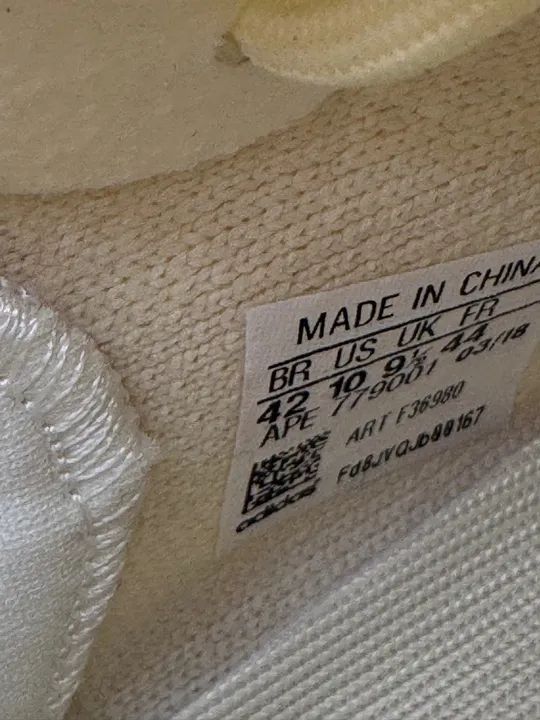 MADE IN CHINA
BR US UK FR
42 10 9½ 44
APE 779001 03/18
ART F36980
adidas